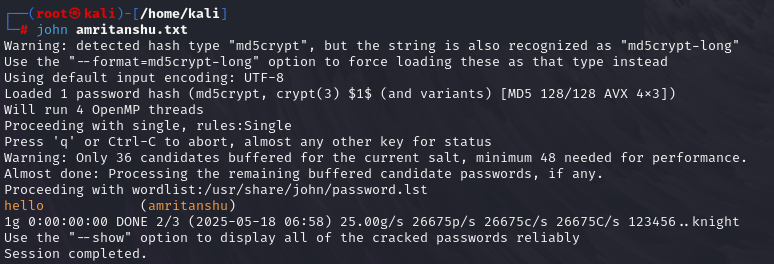 ┌──(root㉿kali)-[/home/kali]
└─# john amritanshu.txt
Warning: detected hash type "md5crypt", but the string is also recognized as "md5crypt-long"
Use the "--format=md5crypt-long" option to force loading these as that type instead
Using default input encoding: UTF-8
Loaded 1 password hash (md5crypt, crypt(3) $1$ (and variants) [MD5 128/128 AVX 4x3])
Will run 4 OpenMP threads
Proceeding with single, rules:Single
Press 'q' or Ctrl-C to abort, almost any other key for status
Warning: Only 36 candidates buffered for the current salt, minimum 48 needed for performance.
Almost done: Processing the remaining buffered candidate passwords, if any.
Proceeding with wordlist:/usr/share/john/password.lst
hello            (amritanshu)
1g 0:00:00:00 DONE 2/3 (2025-05-18 06:58) 25.00g/s 26675p/s 26675c/s 26675C/s 123456..knight
Use the "--show" option to display all of the cracked passwords reliably
Session completed.